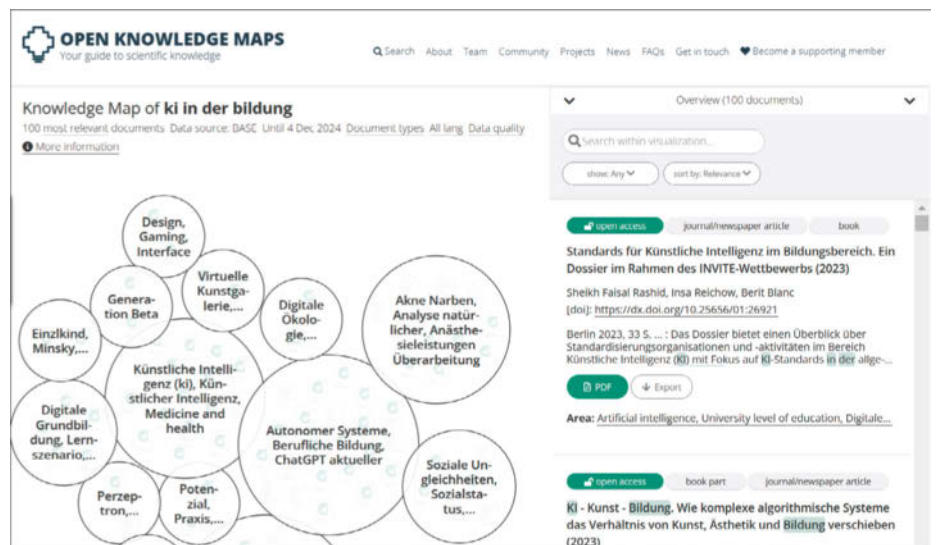 OPEN KNOWLEDGE MAPS
Your guide to scientific knowledge
Search About Team Community Projects News FAQs Get in touch Become a supporting member
Knowledge Map of ki in der bildung
100 most relevant documents Data source: BASE Until 4 Dec 2024 Document types All lang Data quality
More information
Design,
Gaming,
Interface
Virtuelle
Kunstga-
lerie,...
Genera-
tion Beta
Digitale
Ökolo-
gie,...
Akne Narben,
Analyse natür-
licher, Anästhe-
sieleistungen
Überarbeitung
Einzlkind,
Minsky,...
Künstliche Intelli-
genz (ki), Kün-
stlicher Intelligenz,
Medicine and
health
Digitale
Grundbil-
dung, Lern-
szenario,...
Autonomer Systeme,
Berufliche Bildung,
ChatGPT aktueller
Soziale Un-
gleichheiten,
Sozialsta-
tus,...
Perzep-
tron,...
Poten-
zial,
Praxis,...
Overview (100 documents)
Search within visualization...
show: Any
sort by: Relevance
open access journal/newspaper article book
Standards für Künstliche Intelligenz im Bildungsbereich. Ein
Dossier im Rahmen des INVITE-Wettbewerbs (2023)
Sheikh Faisal Rashid, Insa Reichow, Berit Blanc
[doi]: https://dx.doi.org/10.25656/01:26921
Berlin 2023, 33 S. ... : Das Dossier bietet einen Überblick über
Standardisierungsorganisationen und -aktivitäten im Bereich
Künstliche Intelligenz (KI) mit Fokus auf KI-Standards in der allge-...
PDF Export
Area: Artificial intelligence, University level of education, Digitale...
open access book part journal/newspaper article
KI - Kunst - Bildung. Wie komplexe algorithmische Systeme
das Verhältnis von Kunst, Ästhetik und Bildung verschieben
(2023)